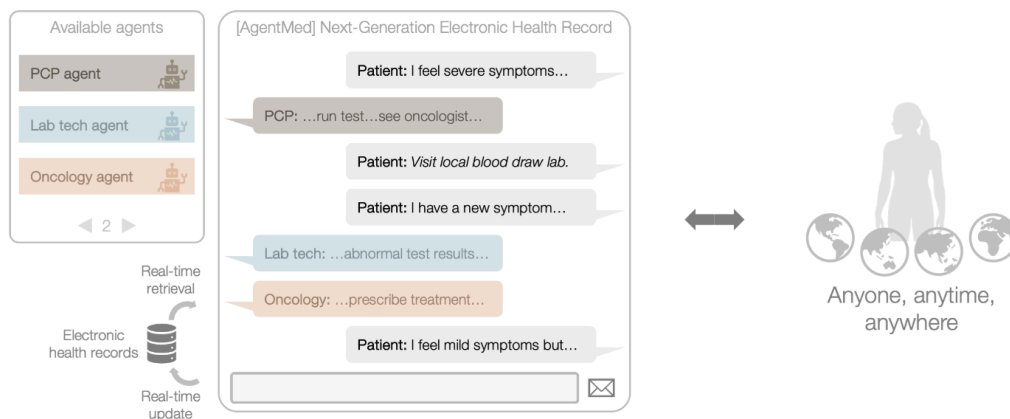 Available agents
PCP agent
Lab tech agent
Oncology agent
2
Real-time
retrieval
Electronic
health records
Real-time
update
[AgentMed] Next-Generation Electronic Health Record
Patient: I feel severe symptoms…
PCP: …run test…see oncologist…
Patient: Visit local blood draw lab.
Patient: I have a new symptom…
Lab tech: …abnormal test results…
Oncology: …prescribe treatment…
Patient: I feel mild symptoms but…
Anyone, anytime,
anywhere